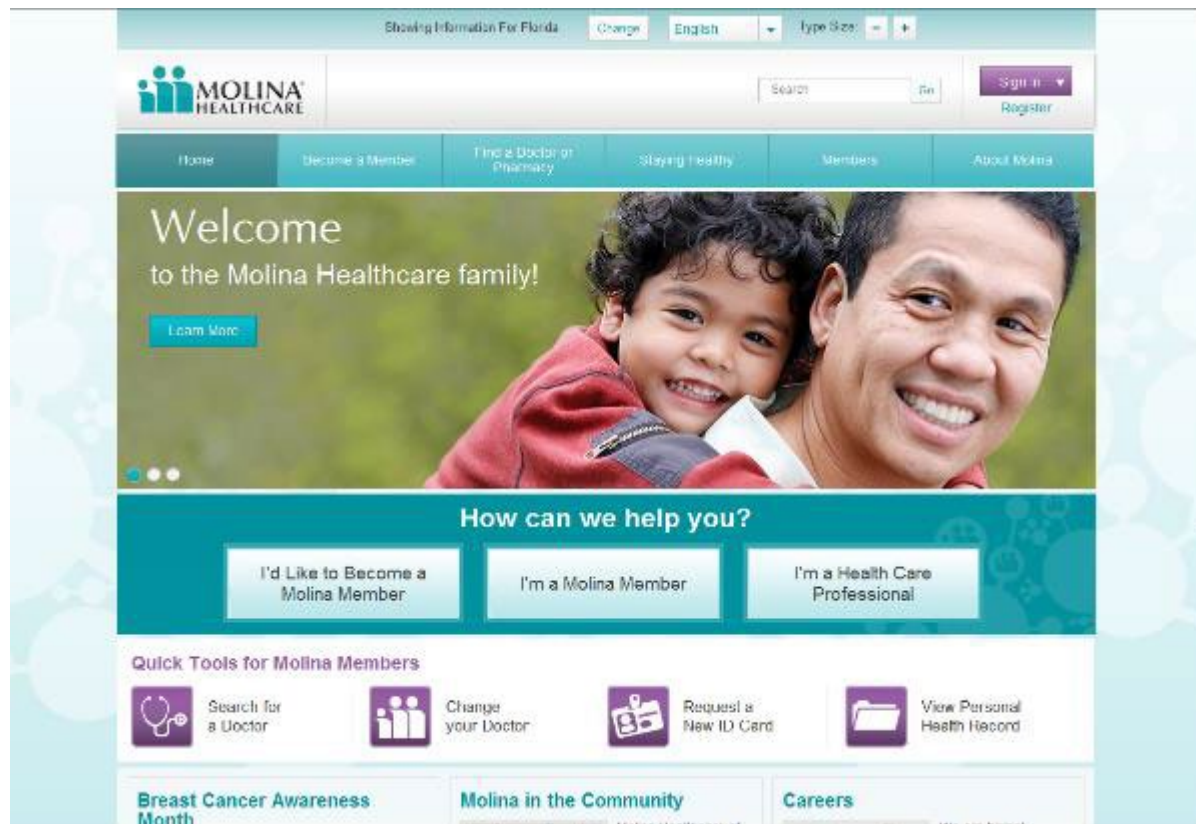 Showing Information For Florida Change English Type Size: - +
MOLINA®
HEALTHCARE
Search Go
Sign In
Register
Home
Become a Member
Find a Doctor or
Pharmacy
Staying Healthy
Members
About Molina
Welcome
to the Molina Healthcare family!
Learn More
How can we help you?
I'd Like to Become a
Molina Member
I'm a Molina Member
I'm a Health Care
Professional
Quick Tools for Molina Members
Search for
a Doctor
Change
your Doctor
Request a
New ID Card
View Personal
Health Record
Breast Cancer Awareness
Month
Molina in the Community
Careers